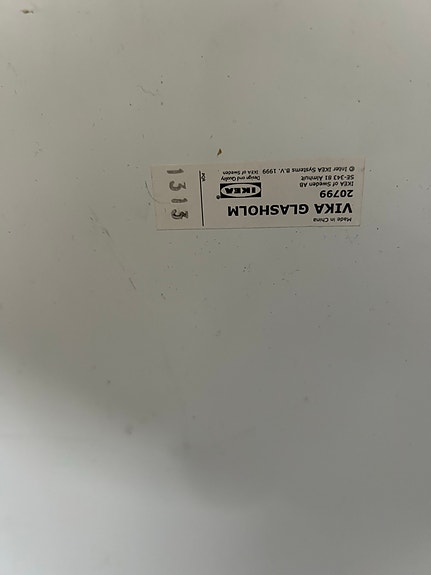 Made in China
VIKA GLASHOLM
20799
IKEA of Sweden AB
SE-343 81 Älmhult
© Inter IKEA Systems B.V. 1999
IKEA®
Design and Quality
IKEA of Sweden
PQR
1313